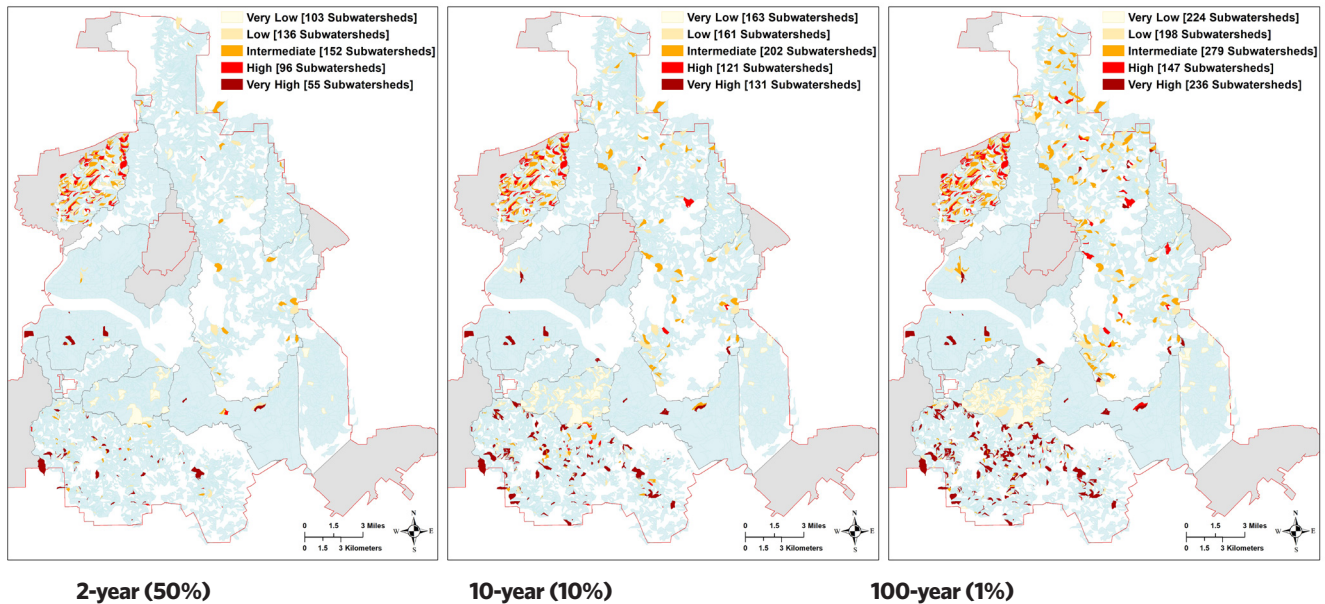 Very Low [103 Subwatersheds]
Low [136 Subwatersheds]
Intermediate [152 Subwatersheds]
High [96 Subwatersheds]
Very High [55 Subwatersheds]
0 1.5 3 Miles
0 1.5 3 Kilometers
N
W E
S
Very Low [163 Subwatersheds]
Low [161 Subwatersheds]
Intermediate [202 Subwatersheds]
High [121 Subwatersheds]
Very High [131 Subwatersheds]
0 1.5 3 Miles
0 1.5 3 Kilometers
N
W E
S
Very Low [224 Subwatersheds]
Low [198 Subwatersheds]
Intermediate [279 Subwatersheds]
High [147 Subwatersheds]
Very High [236 Subwatersheds]
0 1.5 3 Miles
0 1.5 3 Kilometers
N
W E
S
2-year (50%)
10-year (10%)
100-year (1%)